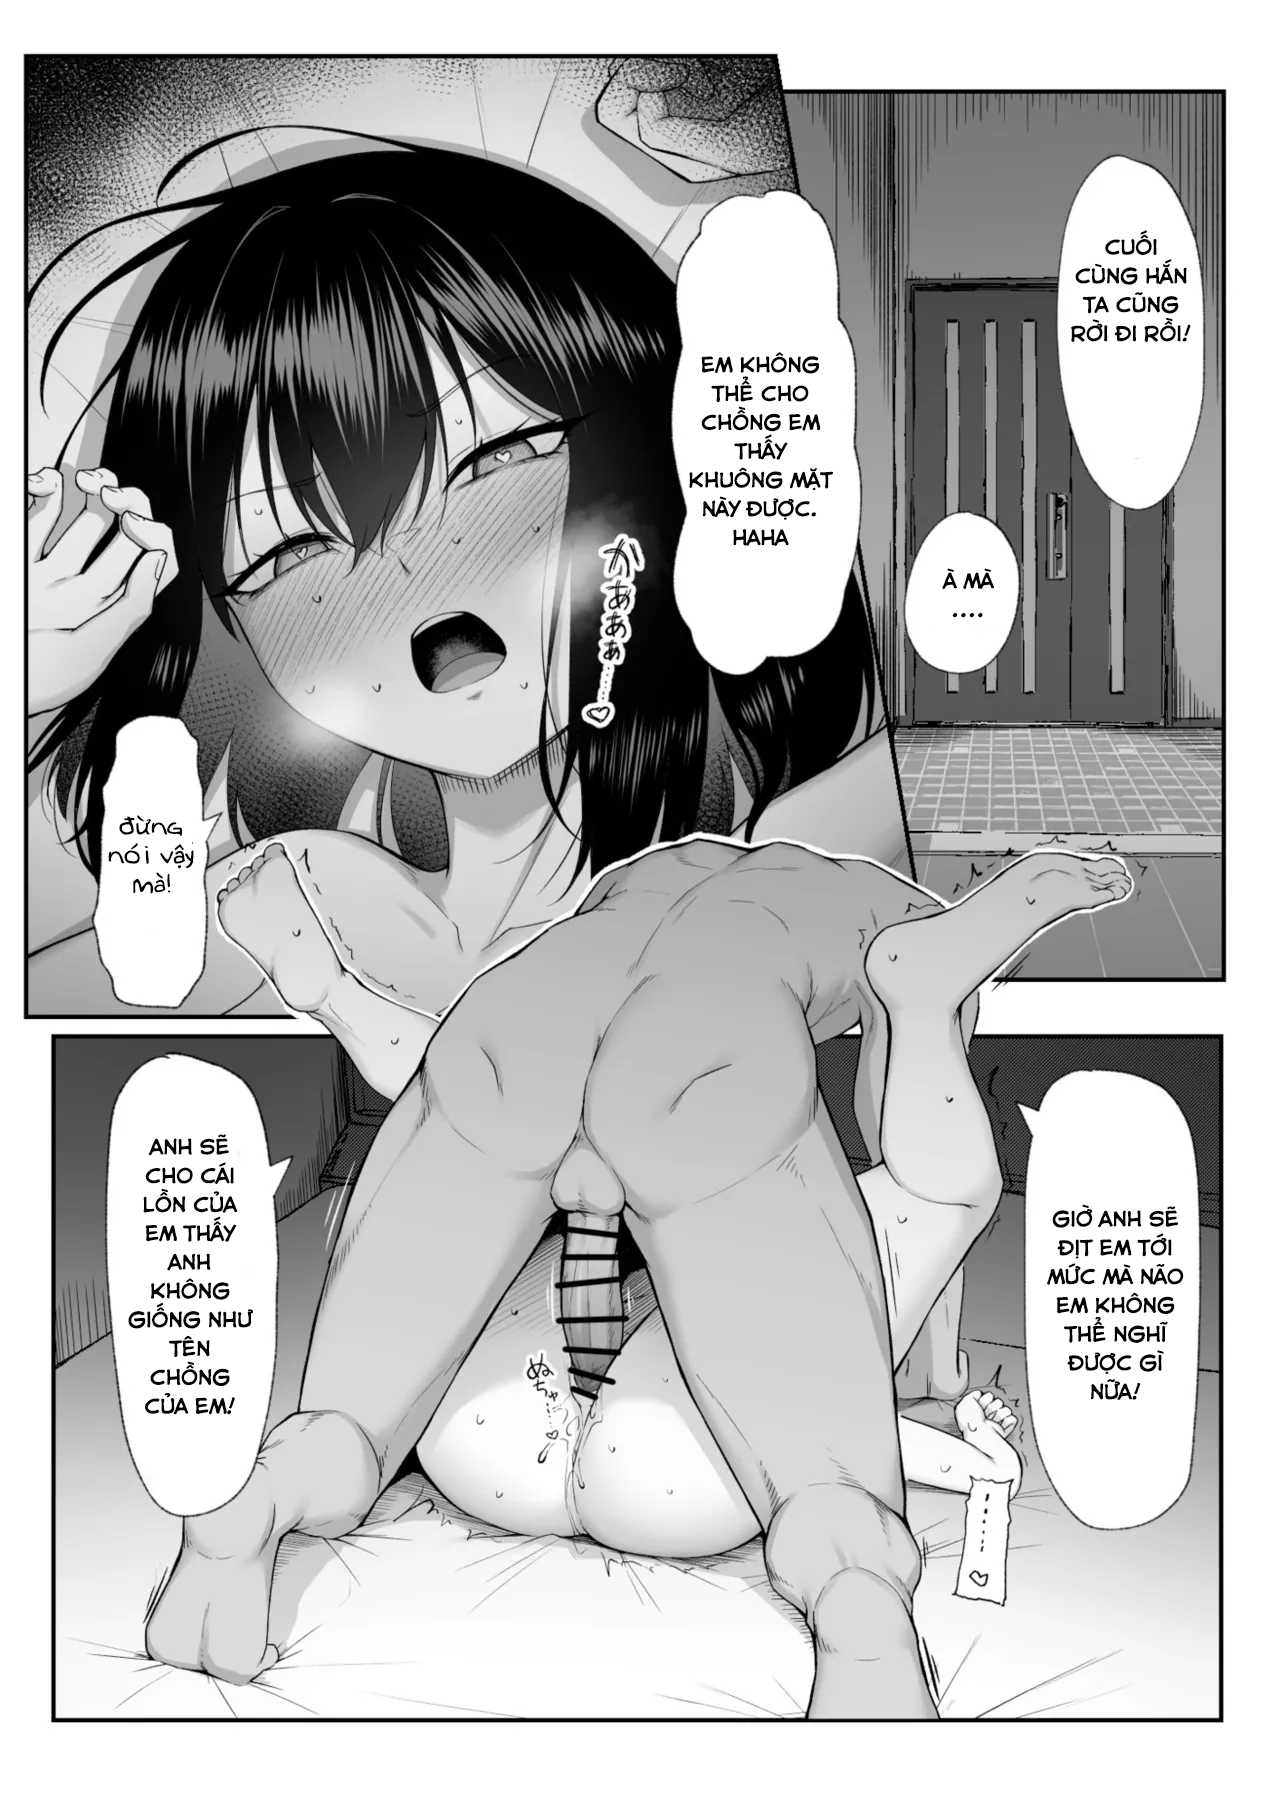 CUỐI
CÙNG HẮN
TA CŨNG
RỜI ĐI RỒI!
À MÀ
....
EM KHÔNG
THỂ CHO
CHỒNG EM
THẤY
KHUÔNG MẶT
NÀY ĐƯỢC.
HAHA
かぁぁぁ……♡
đừng
nói vậy
mà!
GIỜ ANH SẼ
ĐỊT EM TỚI
MỨC MÀ NÃO
EM KHÔNG
THỂ NGHĨ
ĐƯỢC GÌ
NỮA!
......♡
ぬちゅ…♡
ANH SẼ
CHO CÁI
LỒN CỦA
EM THẤY
ANH
KHÔNG
GIỐNG NHƯ
TÊN
CHỒNG
CỦA EM!